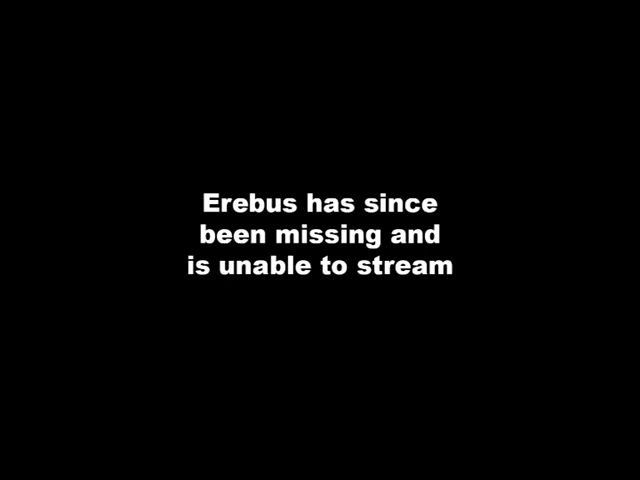 Erebus has since
been missing and
is unable to stream